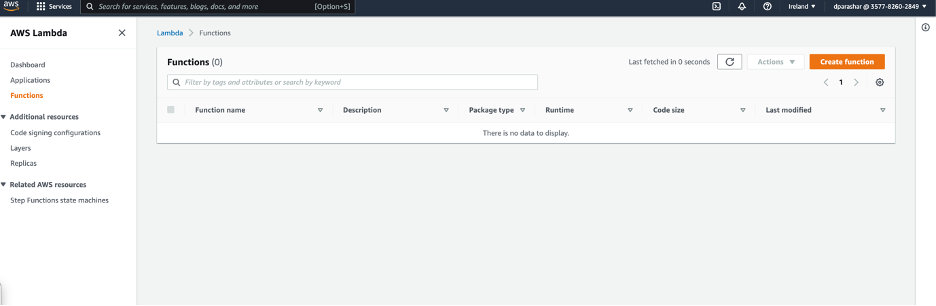 aws Services Search for services, features, blogs, docs, and more [Option+S] Ireland dparashar @ 3577-8260-2849
AWS Lambda
Dashboard
Applications
Functions
Additional resources
Code signing configurations
Layers
Replicas
Related AWS resources
Step Functions state machines
Lambda > Functions
Functions (0) Last fetched in 0 seconds Actions Create function
Filter by tags and attributes or search by keyword 1
Function name Description Package type Runtime Code size Last modified
There is no data to display.